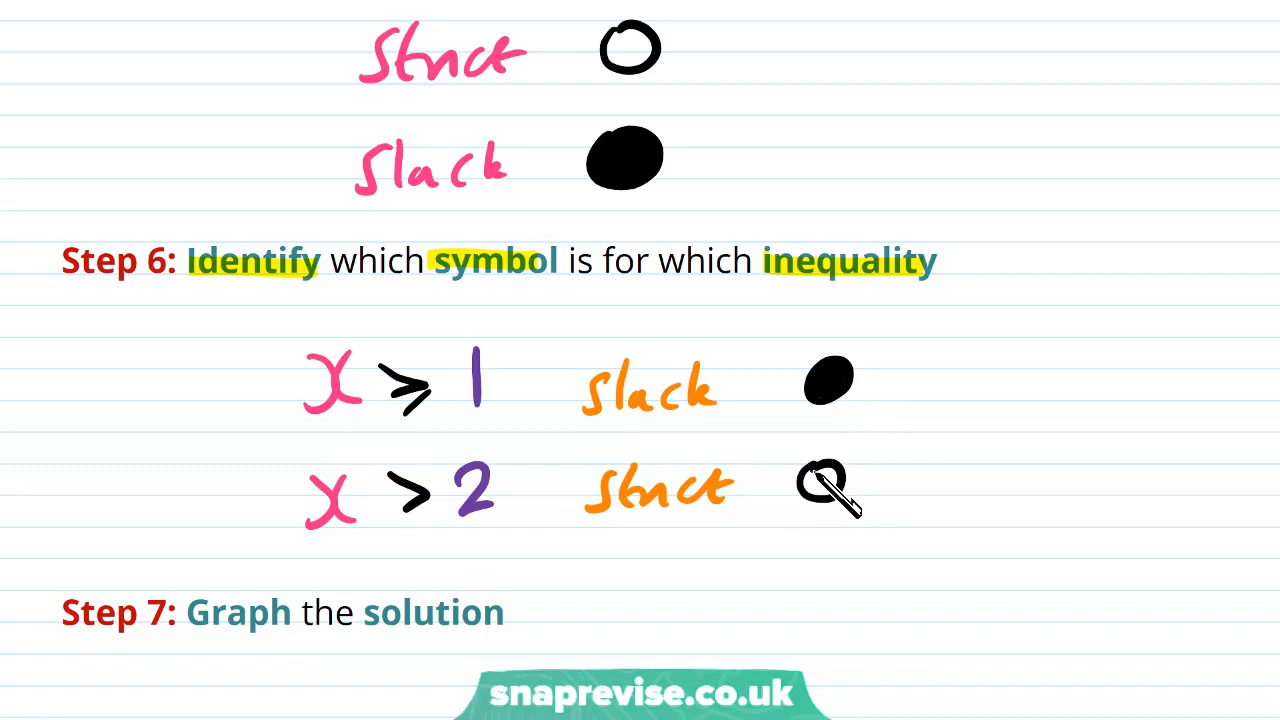 strict
slack
Step 6: Identify which symbol is for which inequality
x ⩾ 1 slack
x > 2 strict
Step 7: Graph the solution
snaprevise.co.uk